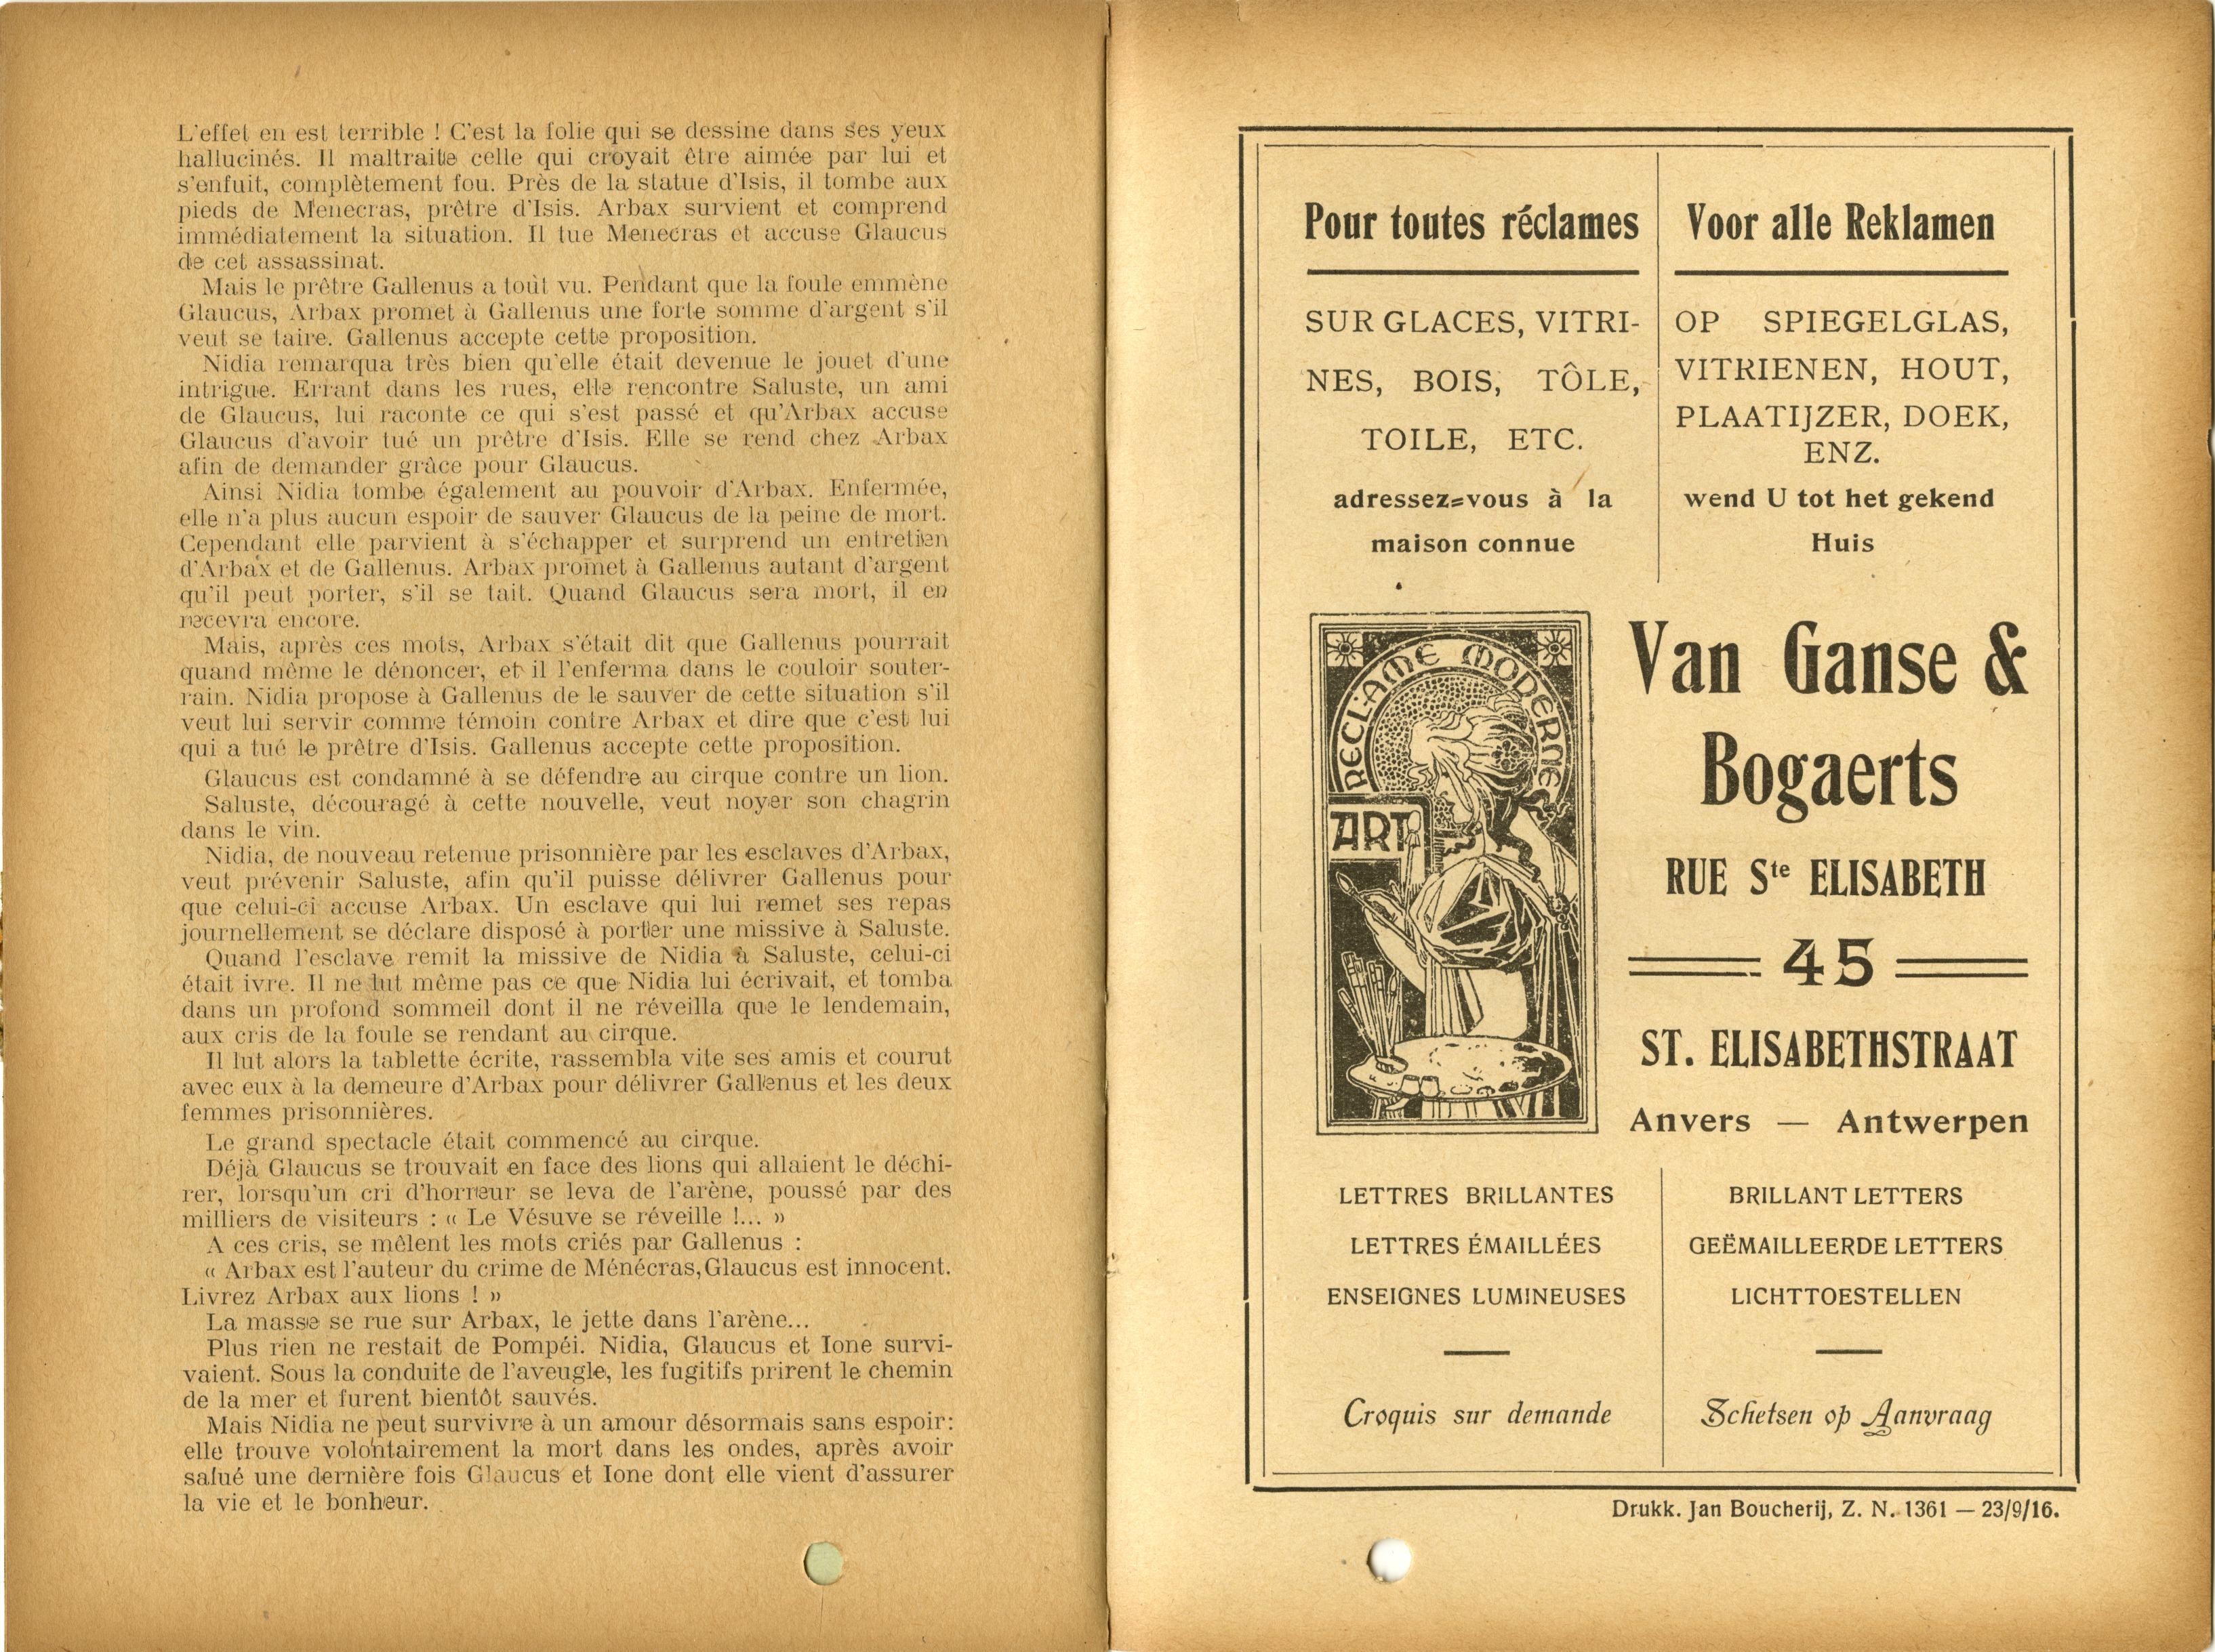 L'effet en est terrible ! C'est la folie qui se dessine dans ses yeux
hallucinés. Il maltraite celle qui croyait être aimée par lui et
s'enfuit, complètement fou. Près de la statue d'Isis, il tombe aux
pieds de Menecras, prêtre d'Isis. Arbax survient et comprend
immédiatement la situation. Il tue Menecras et accuse Glaucus
de cet assassinat.
Mais le prêtre Gallenus a toùt vu. Pendant que la foule emmène
Glaucus, Arbax promet à Gallenus une forte somme d'argent s'il
veut se taire. Gallenus accepte cette proposition.
Nidia remarqua très bien qu'elle était devenue le jouet d'une
intrigue. Errant dans les rues, elle rencontre Saluste, un ami
de Glaucus, lui raconte ce qui s'est passé et qu'Arbax accuse
Glaucus d'avoir tué un prêtre d'Isis. Elle se rend chez Arbax
afin de demander grâce pour Glaucus.
Ainsi Nidia tombe également au pouvoir d'Arbax. Enfermée,
elle n'a plus aucun espoir de sauver Glaucus de la peine de mort.
Cependant elle parvient à s'échapper et surprend un entretien
d'Arbax et de Gallenus. Arbax promet à Gallenus autant d'argent
qu'il peut porter, s'il se tait. Quand Glaucus sera mort, il en
recevra encore.
Mais, après ces mots, Arbax s'était dit que Gallenus pourrait
quand même le dénoncer, et il l'enferma dans le couloir souter-
rain. Nidia propose à Gallenus de le sauver de cette situation s'il
veut lui servir comme témoin contre Arbax et dire que c'est lui
qui a tué le prêtre d'Isis. Gallenus accepte cette proposition.
Glaucus est condamné à se défendre au cirque contre un lion.
Saluste, découragé à cette nouvelle, veut noyer son chagrin
dans le vin.
Nidia, de nouveau retenue prisonnière par les esclaves d'Arbax,
veut prévenir Saluste, afin qu'il puisse délivrer Gallenus pour
que celui-ci accuse Arbax. Un esclave qui lui remet ses repas
journellement se déclare disposé à porter une missive à Saluste.
Quand l'esclave remit la missive de Nidia à Saluste, celui-ci
était ivre. Il ne lut même pas ce que Nidia lui écrivait, et tomba
dans un profond sommeil dont il ne réveilla que le lendemain,
aux cris de la foule se rendant au cirque.
Il lut alors la tablette écrite, rassembla vite ses amis et courut
avec eux à la demeure d'Arbax pour délivrer Gallenus et les deux
femmes prisonnières.
Le grand spectacle était commencé au cirque.
Déjà Glaucus se trouvait en face des lions qui allaient le déchi-
rer, lorsqu'un cri d'horreur se leva de l'arène, poussé par des
milliers de visiteurs : « Le Vésuve se réveille !... »
A ces cris, se mêlent les mots criés par Gallenus :
« Arbax est l'auteur du crime de Ménécras, Glaucus est innocent.
Livrez Arbax aux lions ! »
La masse se rue sur Arbax, le jette dans l'arène...
Plus rien ne restait de Pompéi. Nidia, Glaucus et Ione survi-
vaient. Sous la conduite de l'aveugle, les fugitifs prirent le chemin
de la mer et furent bientôt sauvés.
Mais Nidia ne peut survivre à un amour désormais sans espoir:
elle trouve volontairement la mort dans les ondes, après avoir
salué une dernière fois Glaucus et Ione dont elle vient d'assurer
la vie et le bonheur.
Pour toutes réclames
SUR GLACES, VITRI-
NES, BOIS, TÔLE,
TOILE, ETC.
adressez-vous à la
maison connue
Voor alle Reklamen
OP SPIEGELGLAS,
VITRIENEN, HOUT,
PLAATIJZER, DOEK,
ENZ.
wend U tot het gekend
Huis
RECLAME MODERNE
ART
Van Ganse &
Bogaerts
RUE Ste ELISABETH
45
ST. ELISABETHSTRAAT
Anvers — Antwerpen
LETTRES BRILLANTES
LETTRES ÉMAILLÉES
ENSEIGNES LUMINEUSES
Croquis sur demande
BRILLANT LETTERS
GEËMAILLEERDE LETTERS
LICHTTOESTELLEN
Schetsen op Aanvraag
Drukk. Jan Boucherij, Z. N. 1361 — 23/9/16.